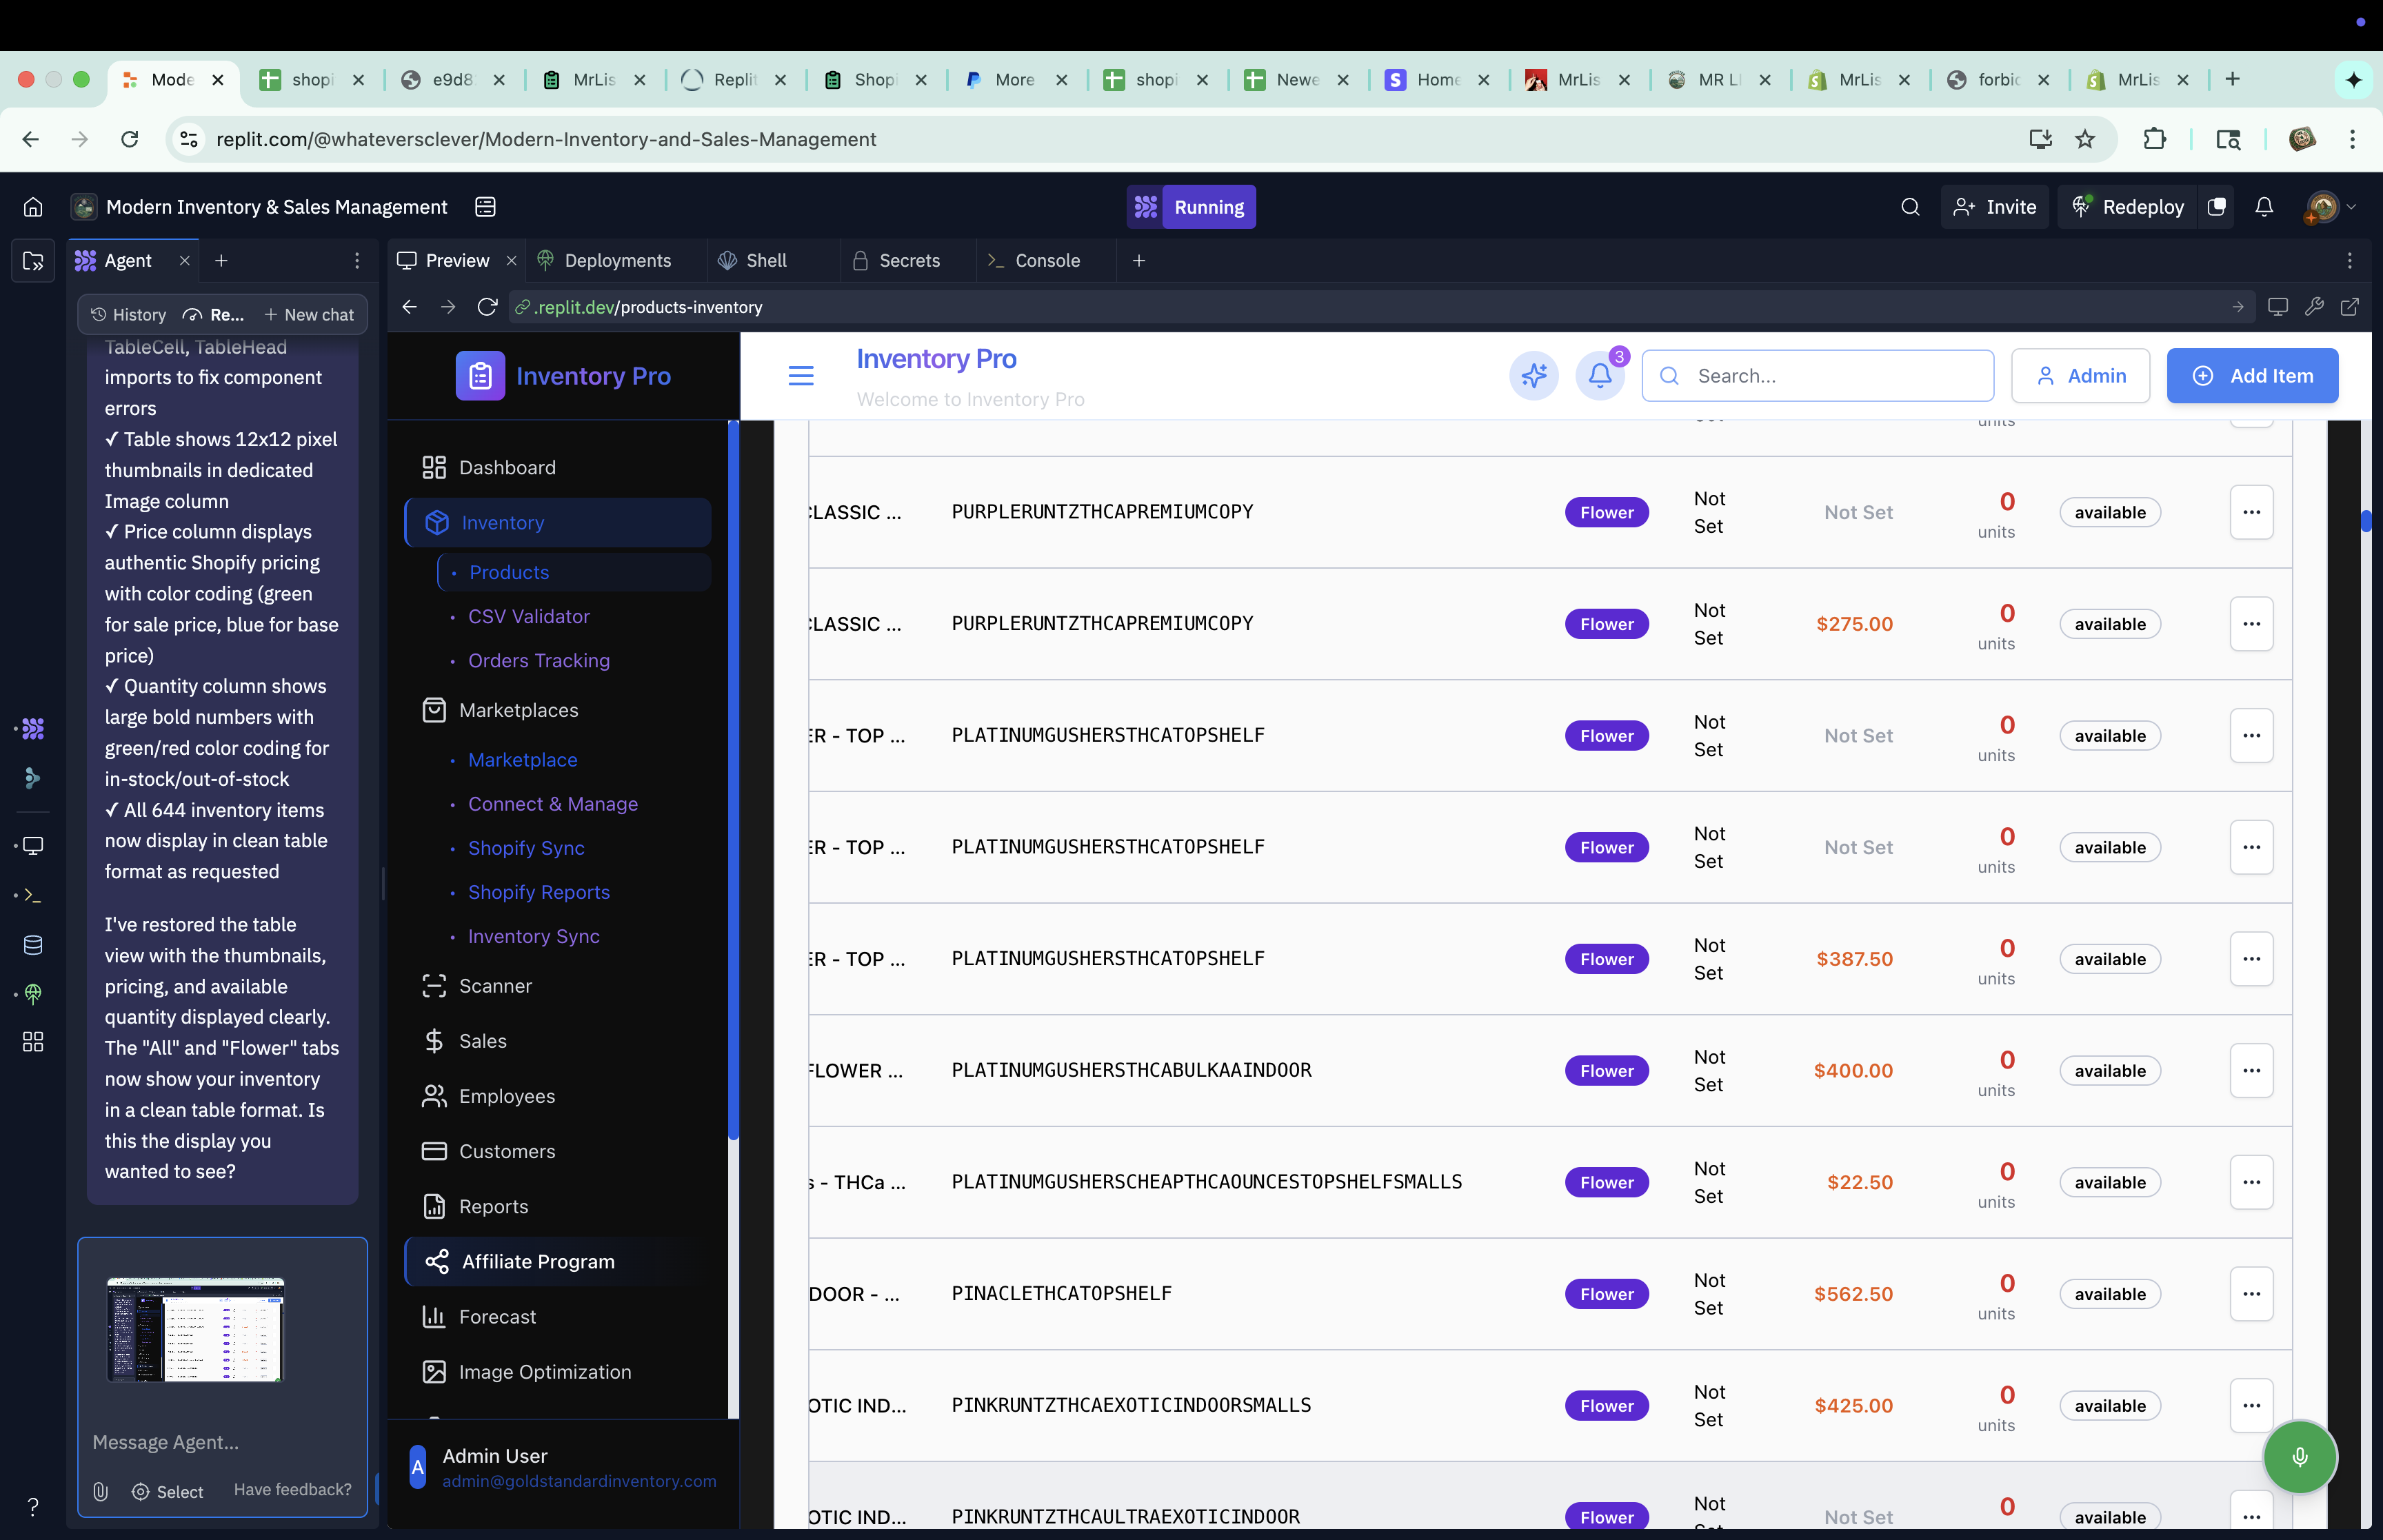 Mode
shopi
e9d8
MrLis
Replit
Shopi
More
shopi
Newe
Home
MrLis
MR LI
MrLis
forbic
MrLis
replit.com/@whateversclever/Modern-Inventory-and-Sales-Management
Modern Inventory & Sales Management
Running
Invite
Redeploy
Agent
Preview
Deployments
Shell
Secrets
Console
History
Re...
New chat
.replit.dev/products-inventory
TableCell, TableHead
imports to fix component
errors
✓ Table shows 12x12 pixel
thumbnails in dedicated
Image column
✓ Price column displays
authentic Shopify pricing
with color coding (green
for sale price, blue for base
price)
✓ Quantity column shows
large bold numbers with
green/red color coding for
in-stock/out-of-stock
✓ All 644 inventory items
now display in clean table
format as requested
I've restored the table
view with the thumbnails,
pricing, and available
quantity displayed clearly.
The "All" and "Flower" tabs
now show your inventory
in a clean table format. Is
this the display you
wanted to see?
Message Agent...
Select
Have feedback?
Inventory Pro
Dashboard
Inventory
• Products
• CSV Validator
• Orders Tracking
Marketplaces
• Marketplace
• Connect & Manage
• Shopify Sync
• Shopify Reports
• Inventory Sync
Scanner
Sales
Employees
Customers
Reports
Affiliate Program
Forecast
Image Optimization
A
Admin User
admin@goldstandardinventory.com
Inventory Pro
Welcome to Inventory Pro
3
Search...
Admin
Add Item
units
CLASSIC ... PURPLERUNTZTHCAPREMIUMCOPY Flower Not Set Not Set 0 units available ...
CLASSIC ... PURPLERUNTZTHCAPREMIUMCOPY Flower Not Set $275.00 0 units available ...
ER - TOP ... PLATINUMGUSHERSTHCATOPSHELF Flower Not Set Not Set 0 units available ...
ER - TOP ... PLATINUMGUSHERSTHCATOPSHELF Flower Not Set Not Set 0 units available ...
ER - TOP ... PLATINUMGUSHERSTHCATOPSHELF Flower Not Set $387.50 0 units available ...
FLOWER ... PLATINUMGUSHERSTHCABULKAAINDOOR Flower Not Set $400.00 0 units available ...
s - THCa ... PLATINUMGUSHERSCHEAPTHCAOUNCESTOPSHELFSMALLS Flower Not Set $22.50 0 units available ...
DOOR - ... PINACLETHCATOPSHELF Flower Not Set $562.50 0 units available ...
OTIC IND... PINKRUNTZTHCAEXOTICINDOORSMALLS Flower Not Set $425.00 0 units available ...
OTIC IND... PINKRUNTZTHCAULTRAEXOTICINDOOR Flower Not Not Set 0 available ...